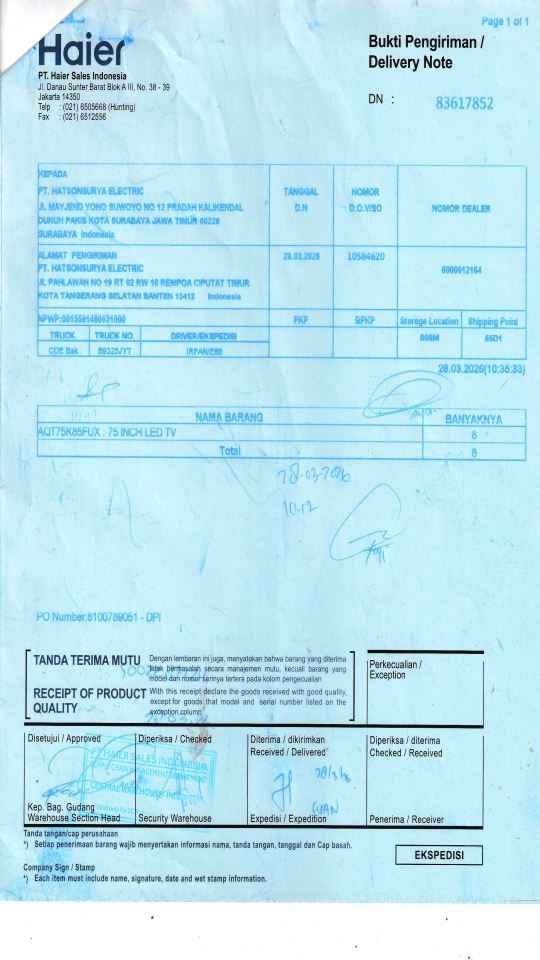 Page 1 of 1
Haier
Bukti Pengiriman /
Delivery Note
PT. Haier Sales Indonesia
Jl. Danau Sunter Barat Blok A III, No. 38 - 39
Jakarta 14350
Telp : (021) 6505668 (Hunting)
Fax : (021) 6512556
DN : 83617852
KEPADA
PT. HATSONSURYA ELECTRIC
JL MAYJEND YONO SUWOYO NO 12 PRADAH KALIKENDAL
DUKUH PAKIS KOTA SURABAYA JAWA TIMUR 60226
SURABAYA Indonesia
TANGGAL
D.N
NOMOR
D.O.V/SO
NOMOR DEALER
ALAMAT PENGIRIMAN
PT. HATSONSURYA ELECTRIC
JL PAHLAWAN NO 19 RT 02 RW 10 REMPOA CIPUTAT TIMUR
KOTA TANGERANG SELATAN BANTEN 15412 Indonesia
28.03.2026
10584620
6000012164
PKP
Storege Location
Shipping Point
TRUCK.
TRUCK NO.
DRIVER/EKSPEDISI
CDE Bak
B9325JYT
28.03.2026(10:35:33)
NAMA BARANG
BANYAKNYA
AQT75K85FUX : 75 INCH LED TV
8
Total
8
28-03-2026
10.12
PO Number:8100789051 - DPI
TANDA TERIMA MUTU
Dengan lembaran ini juga, menyatakan bahwa barang yang diterima
tidak bermasalah secara manajemen mutu, kecuali barang yang
model dan nomor serinya tertera pada kolom pengecualian
RECEIPT OF PRODUCT
QUALITY
With this receipt declare the goods received with good quality,
except for goods that model and serial number listed on the
exception column
Perkecualian /
Exception
Disetujui / Approved
Diperiksa / Checked
Diterima / dikirimkan
Received / Delivered
Diperiksa / diterima
Checked / Received
PT HAIER SALES INDONESIA
SUPPLY CHAIN MANAGEMENT DEPARTMENT
28/3/26
Kep. Bag. Gudang
Warehouse Section Head
Security Warehouse
Expedisi / Expedition
Penerima / Receiver
Tanda tangan/cap perusahaan
*) Setiap penerimaan barang wajib menyertakan informasi nama, tanda tangan, tanggal dan Cap basah.
EKSPEDISI
Company Sign / Stamp
*) Each item must include name, signature, date and wet stamp information.